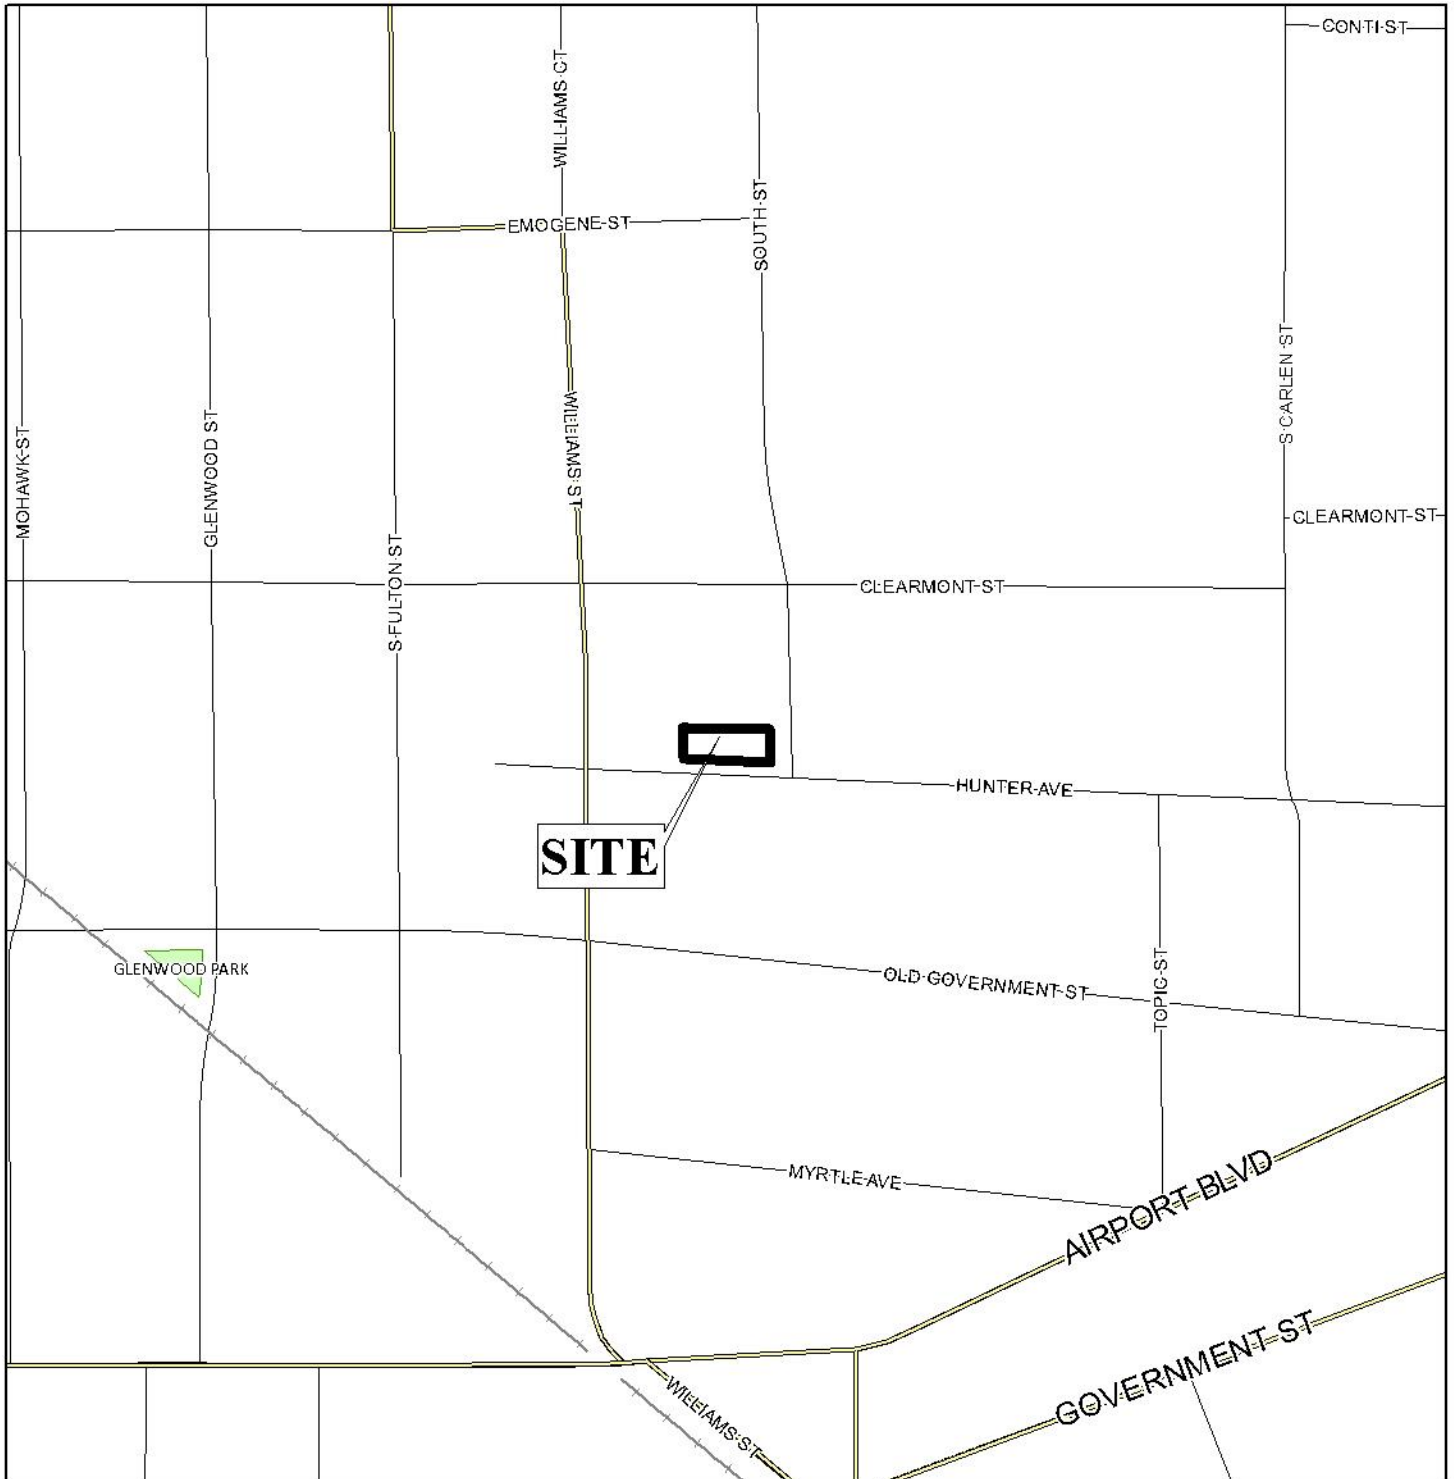 CONTI ST
WILLIAMS CT
EMOGENE ST
SOUTH ST
S CARLEN ST
WILLIAMS ST
MOHAWK ST
GLENWOOD ST
CLEARMONT ST
S FULTON ST
CLEARMONT ST
HUNTER AVE
SITE
GLENWOOD PARK
OLD GOVERNMENT ST
TOPIC ST
MYRTLE AVE
AIRPORT BLVD
GOVERNMENT ST
WILLIAMS ST